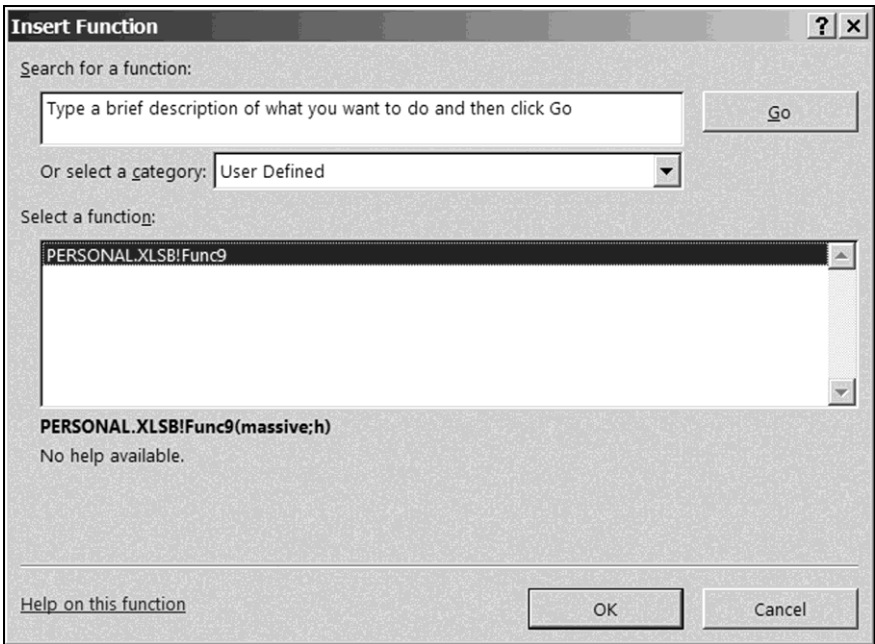 Insert Function
? ×
Search for a function:
Type a brief description of what you want to do and then click Go
Go
Or select a category: User Defined
Select a function:
PERSONAL.XLSB!Func9
PERSONAL.XLSB!Func9(massive;h)
No help available.
Help on this function
OK
Cancel